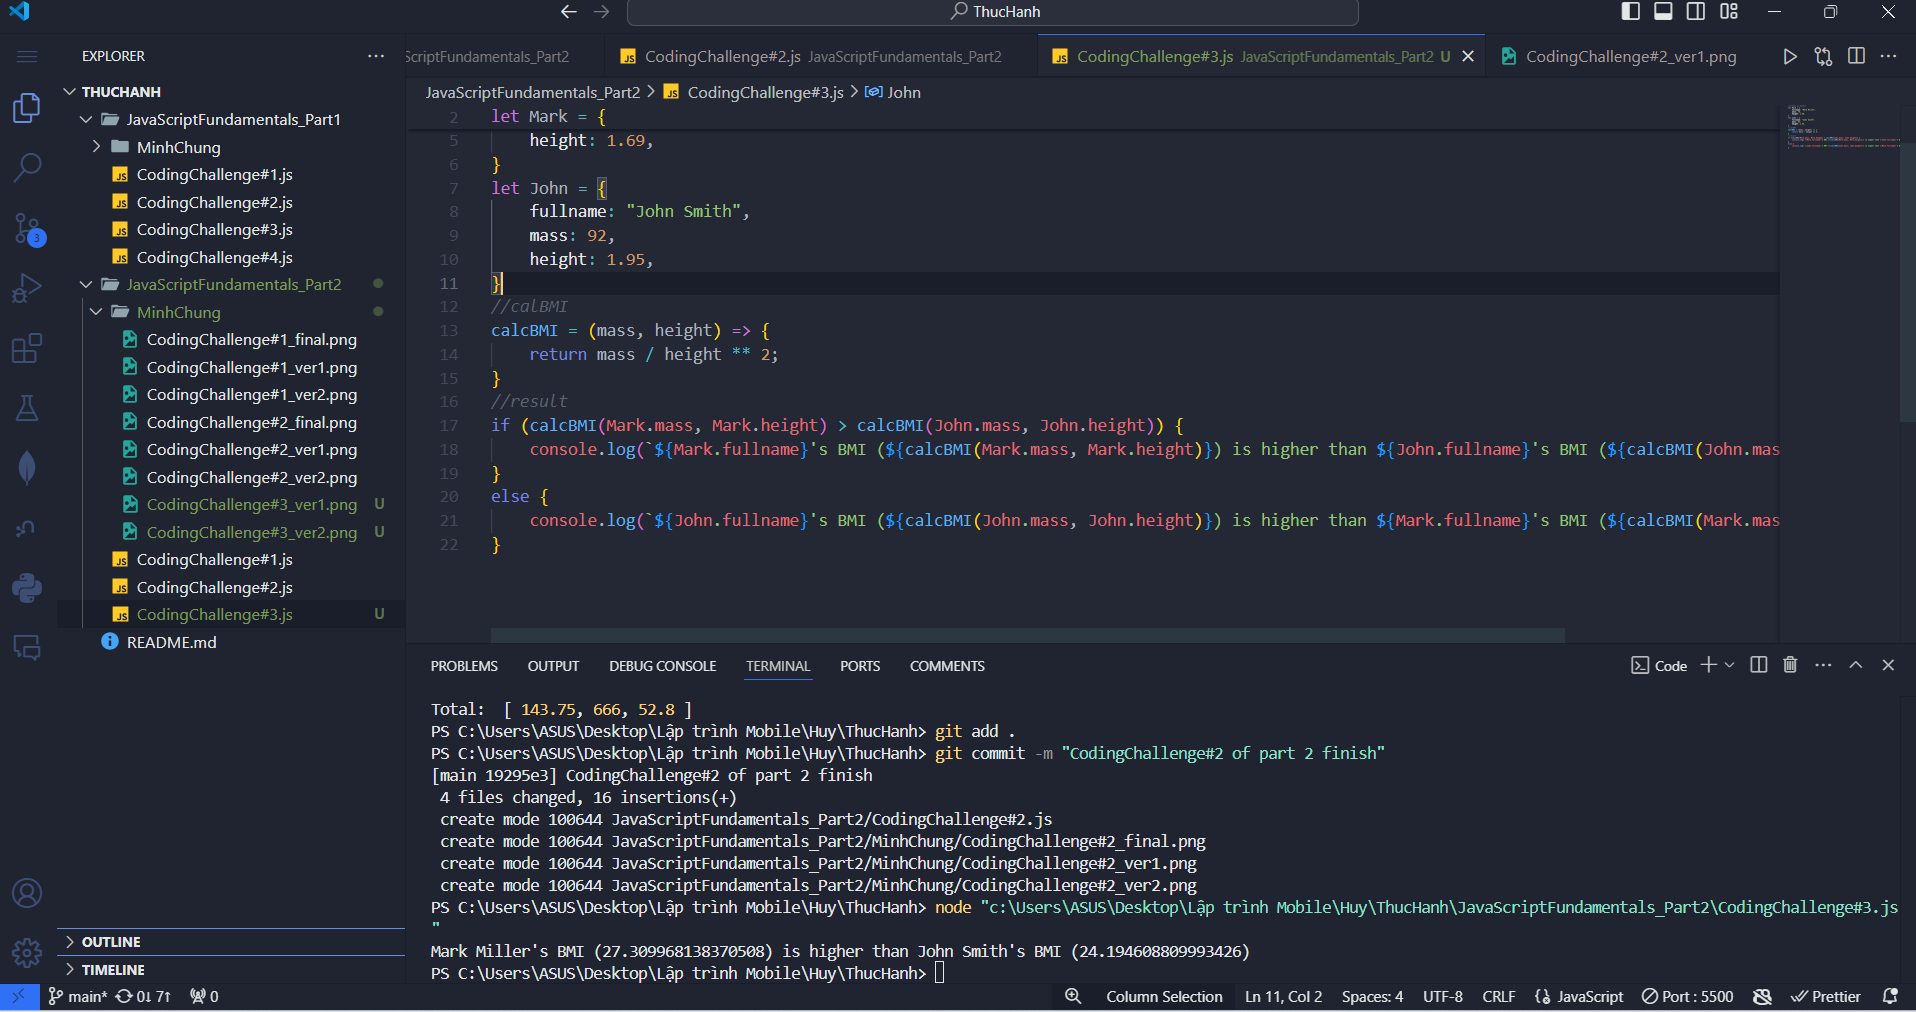 ThucHanh
EXPLORER
ScriptFundamentals_Part2
CodingChallenge#2.js JavaScriptFundamentals_Part2
CodingChallenge#3.js JavaScriptFundamentals_Part2 U
CodingChallenge#2_ver1.png
THUCHANH
JavaScriptFundamentals_Part1
MinhChung
CodingChallenge#1.js
CodingChallenge#2.js
CodingChallenge#3.js
CodingChallenge#4.js
JavaScriptFundamentals_Part2
MinhChung
CodingChallenge#1_final.png
CodingChallenge#1_ver1.png
CodingChallenge#1_ver2.png
CodingChallenge#2_final.png
CodingChallenge#2_ver1.png
CodingChallenge#2_ver2.png
CodingChallenge#3_ver1.png U
CodingChallenge#3_ver2.png U
CodingChallenge#1.js
CodingChallenge#2.js
CodingChallenge#3.js U
README.md
OUTLINE
TIMELINE
3
JavaScriptFundamentals_Part2 > JS CodingChallenge#3.js > John
2 let Mark = {
5 height: 1.69,
6 }
7 let John = {
8 fullname: "John Smith",
9 mass: 92,
10 height: 1.95,
11 }
12 //calBMI
13 calcBMI = (mass, height) => {
14 return mass / height ** 2;
15 }
16 //result
17 if (calcBMI(Mark.mass, Mark.height) > calcBMI(John.mass, John.height)) {
18 console.log(`${Mark.fullname}'s BMI (${calcBMI(Mark.mass, Mark.height)}) is higher than ${John.fullname}'s BMI (${calcBMI(John.mas
19 }
20 else {
21 console.log(`${John.fullname}'s BMI (${calcBMI(John.mass, John.height)}) is higher than ${Mark.fullname}'s BMI (${calcBMI(Mark.mas
22 }
PROBLEMS OUTPUT DEBUG CONSOLE TERMINAL PORTS COMMENTS
Code
Total:  [ 143.75, 666, 52.8 ]
PS C:\Users\ASUS\Desktop\Lập trình Mobile\Huy\ThucHanh> git add .
PS C:\Users\ASUS\Desktop\Lập trình Mobile\Huy\ThucHanh> git commit -m "CodingChallenge#2 of part 2 finish"
[main 19295e3] CodingChallenge#2 of part 2 finish
4 files changed, 16 insertions(+)
create mode 100644 JavaScriptFundamentals_Part2/CodingChallenge#2.js
create mode 100644 JavaScriptFundamentals_Part2/MinhChung/CodingChallenge#2_final.png
create mode 100644 JavaScriptFundamentals_Part2/MinhChung/CodingChallenge#2_ver1.png
create mode 100644 JavaScriptFundamentals_Part2/MinhChung/CodingChallenge#2_ver2.png
PS C:\Users\ASUS\Desktop\Lập trình Mobile\Huy\ThucHanh> node "c:\Users\ASUS\Desktop\Lập trình Mobile\Huy\ThucHanh\JavaScriptFundamentals_Part2\CodingChallenge#3.js
"
Mark Miller's BMI (27.309968138370508) is higher than John Smith's BMI (24.194608809993426)
PS C:\Users\ASUS\Desktop\Lập trình Mobile\Huy\ThucHanh>
main* 0↓ 7↑ 0 Column Selection Ln 11, Col 2 Spaces: 4 UTF-8 CRLF JavaScript Port : 5500 Prettier